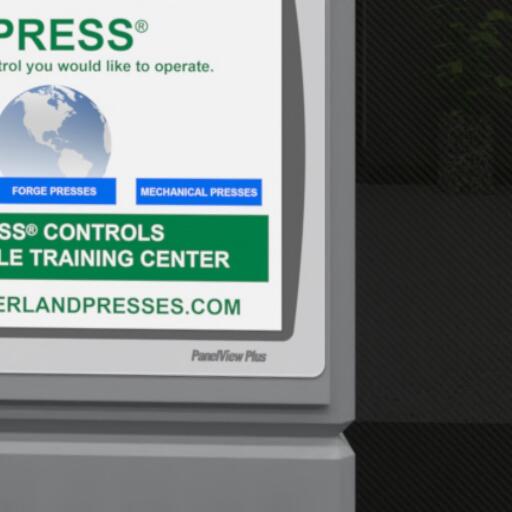 PRESS®
trol you would like to operate.
FORGE PRESSES
MECHANICAL PRESSES
SS® CONTROLS
LE TRAINING CENTER
ERLANDPRESSES.COM
PanelView Plus